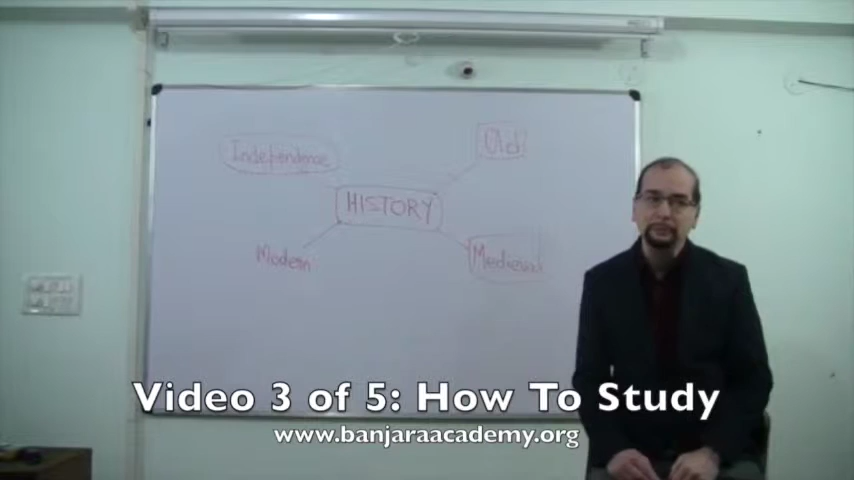 Independence
Old
HISTORY
Modern
Medieval
Video 3 of 5: How To Study
www.banjaraacademy.org